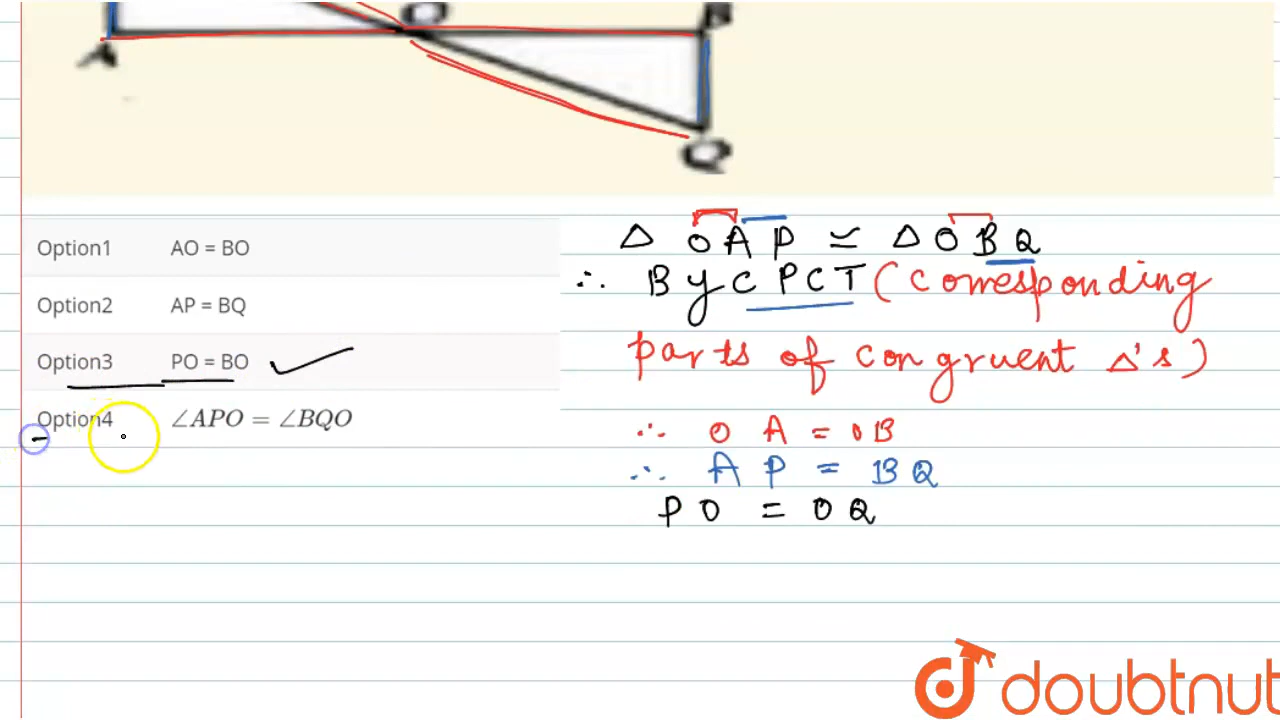 O B
A
Q
Option1 AO = BO
Option2 AP = BQ
Option3 PO = BO
Option4 ∠APO = ∠BQO
Δ OAP ≅ Δ OBQ
∴ By CPCT (Corresponding
parts of congruent Δ's)
∴ OA = OB
∴ AP = BQ
PO = OQ
doubtnut